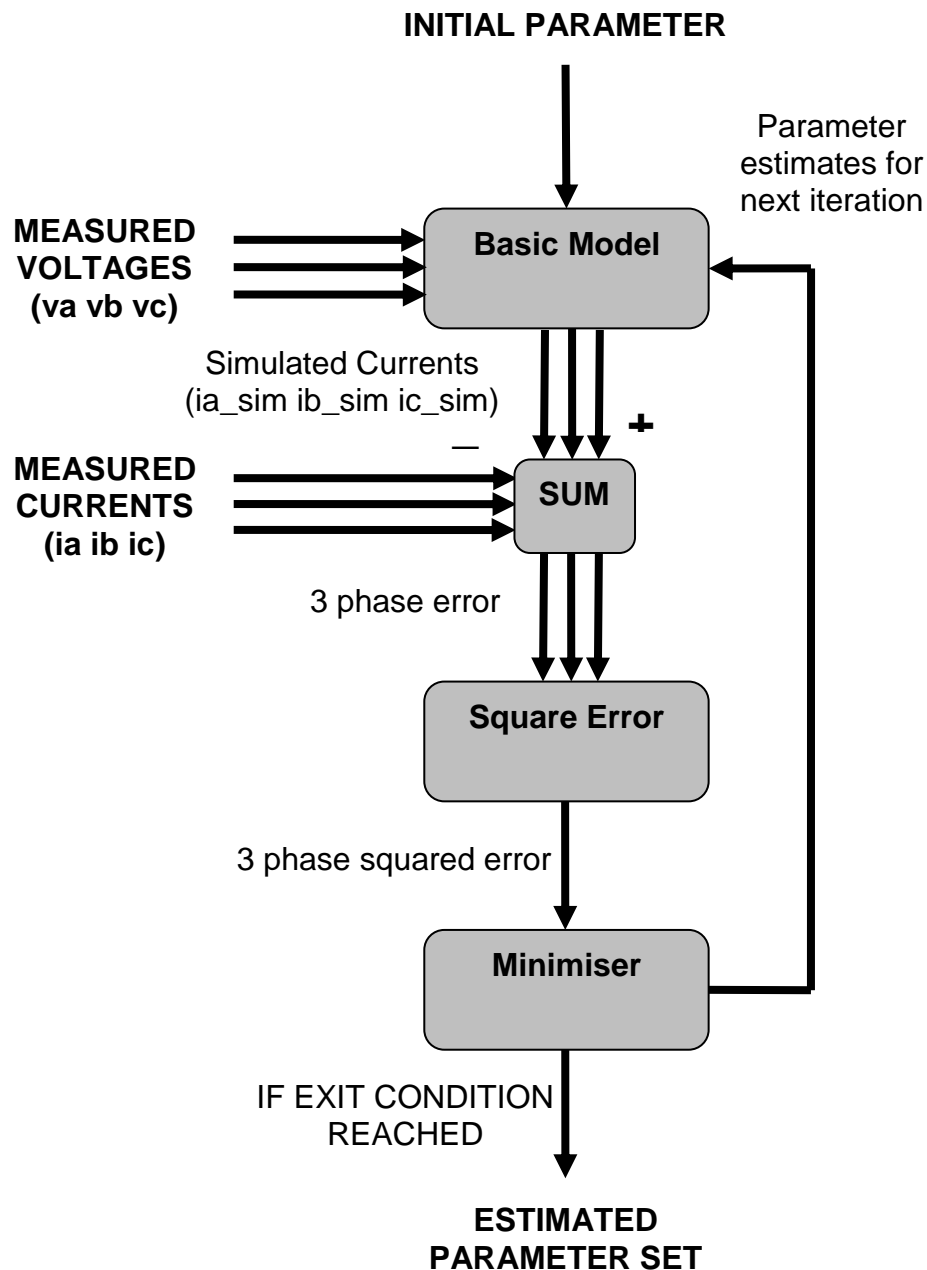 INITIAL PARAMETER
Parameter
estimates for
next iteration
MEASURED
VOLTAGES
(va vb vc)
Basic Model
Simulated Currents
(ia_sim ib_sim ic_sim)
– +
MEASURED
CURRENTS
(ia ib ic)
SUM
3 phase error
Square Error
3 phase squared error
Minimiser
IF EXIT CONDITION
REACHED
ESTIMATED
PARAMETER SET